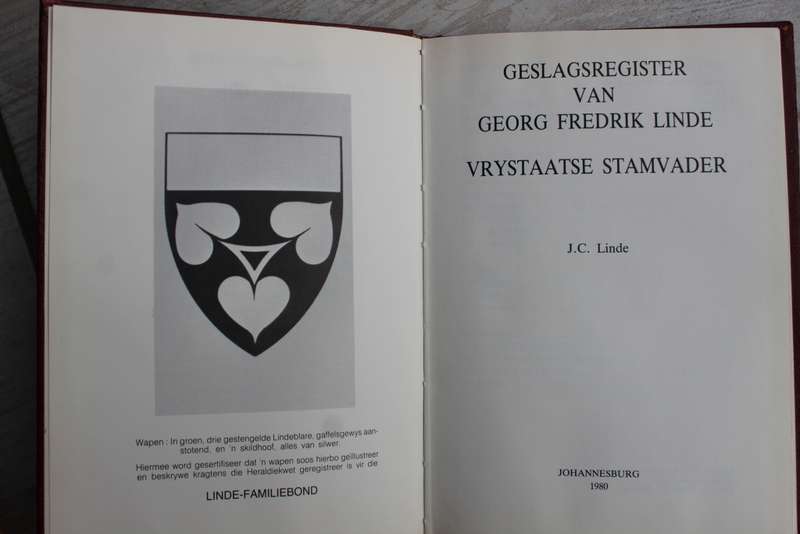 Wapen : In groen, drie gestengelde Lindeblare, gaffelsgewys aan-
stotend, en 'n skildhoof, alles van silwer.
Hiermee word gesertifiseer dat 'n wapen soos hierbo geïllustreer
en beskrywe kragtens die Heraldiekwet geregistreer is vir die
LINDE-FAMILIEBOND
GESLAGSREGISTER
VAN
GEORG FREDRIK LINDE
VRYSTAATSE STAMVADER
J.C. Linde
JOHANNESBURG
1980